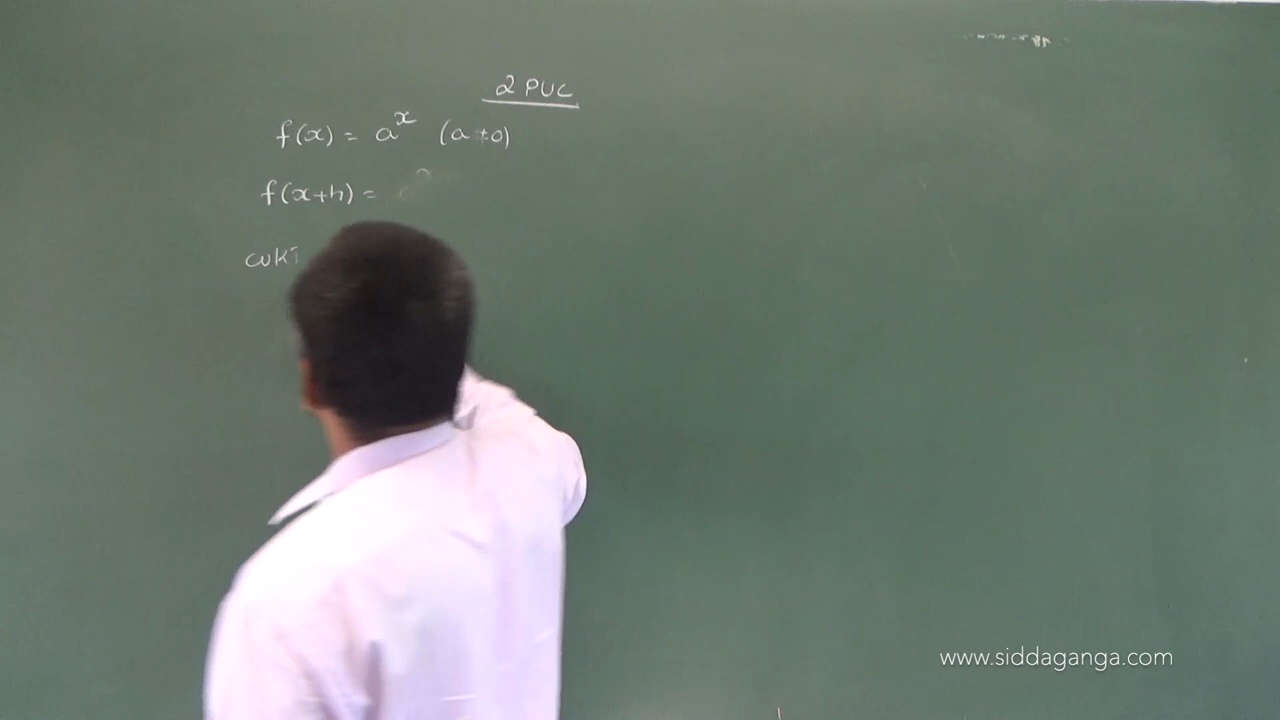 2 PUC
f(x) = a^x (a ≠ 0)
f(x+h) =
WKT
www.siddaganga.com